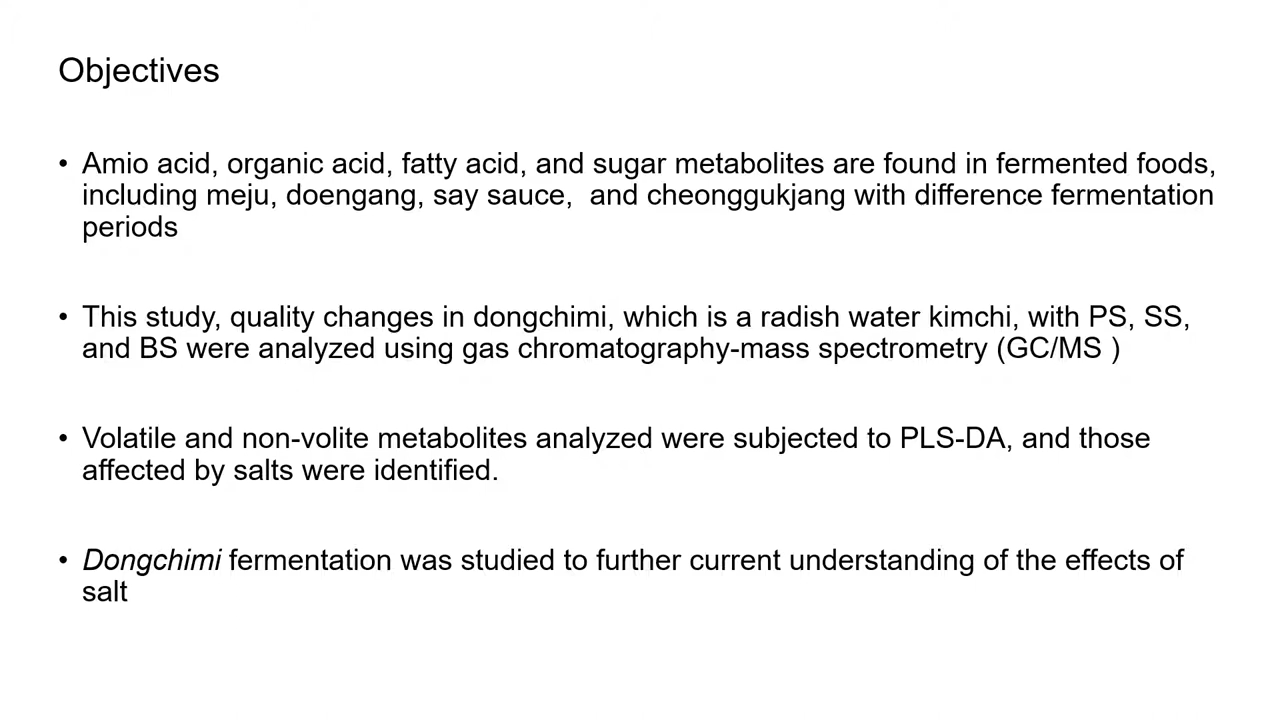 Objectives
• Amio acid, organic acid, fatty acid, and sugar metabolites are found in fermented foods,
including meju, doengang, say sauce,  and cheonggukjang with difference fermentation
periods
• This study, quality changes in dongchimi, which is a radish water kimchi, with PS, SS,
and BS were analyzed using gas chromatography-mass spectrometry (GC/MS )
• Volatile and non-volite metabolites analyzed were subjected to PLS-DA, and those
affected by salts were identified.
• Dongchimi fermentation was studied to further current understanding of the effects of
salt